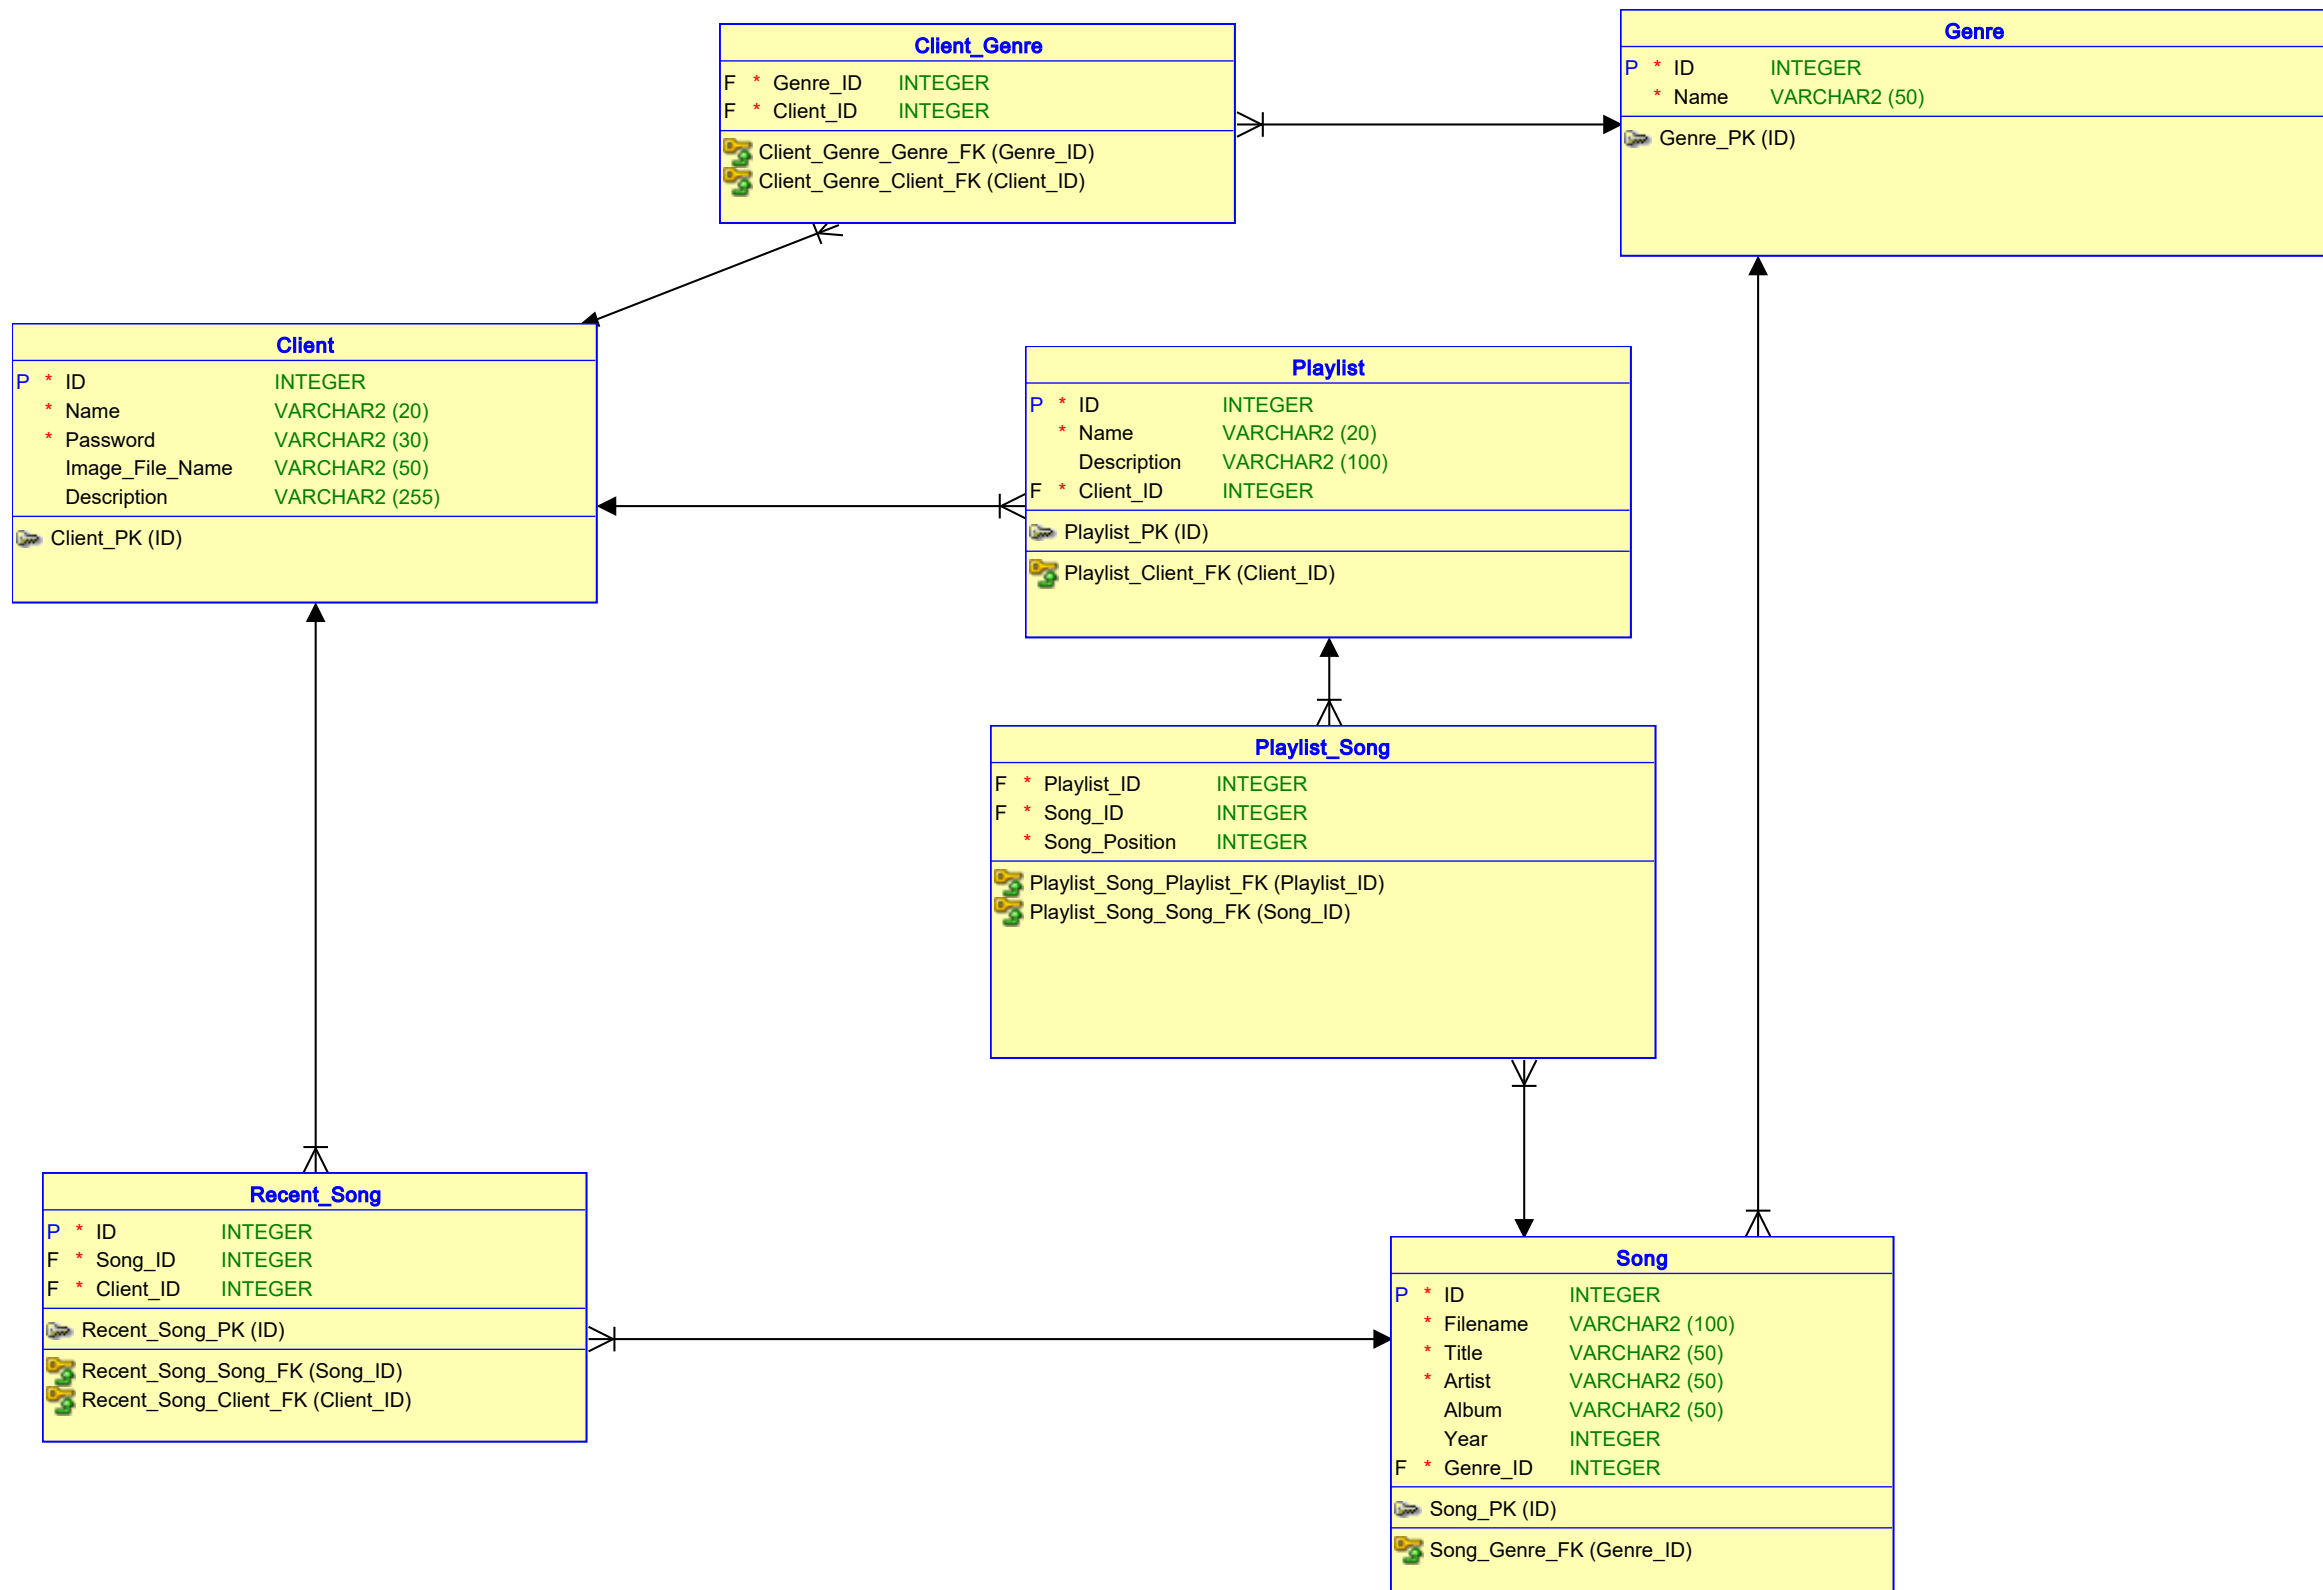 Client_Genre
F * Genre_ID INTEGER
F * Client_ID INTEGER
Client_Genre_Genre_FK (Genre_ID)
Client_Genre_Client_FK (Client_ID)
Genre
P * ID INTEGER
* Name VARCHAR2 (50)
Genre_PK (ID)
Client
P * ID INTEGER
* Name VARCHAR2 (20)
* Password VARCHAR2 (30)
Image_File_Name VARCHAR2 (50)
Description VARCHAR2 (255)
Client_PK (ID)
Playlist
P * ID INTEGER
* Name VARCHAR2 (20)
Description VARCHAR2 (100)
F * Client_ID INTEGER
Playlist_PK (ID)
Playlist_Client_FK (Client_ID)
Playlist_Song
F * Playlist_ID INTEGER
F * Song_ID INTEGER
* Song_Position INTEGER
Playlist_Song_Playlist_FK (Playlist_ID)
Playlist_Song_Song_FK (Song_ID)
Recent_Song
P * ID INTEGER
F * Song_ID INTEGER
F * Client_ID INTEGER
Recent_Song_PK (ID)
Recent_Song_Song_FK (Song_ID)
Recent_Song_Client_FK (Client_ID)
Song
P * ID INTEGER
* Filename VARCHAR2 (100)
* Title VARCHAR2 (50)
* Artist VARCHAR2 (50)
Album VARCHAR2 (50)
Year INTEGER
F * Genre_ID INTEGER
Song_PK (ID)
Song_Genre_FK (Genre_ID)